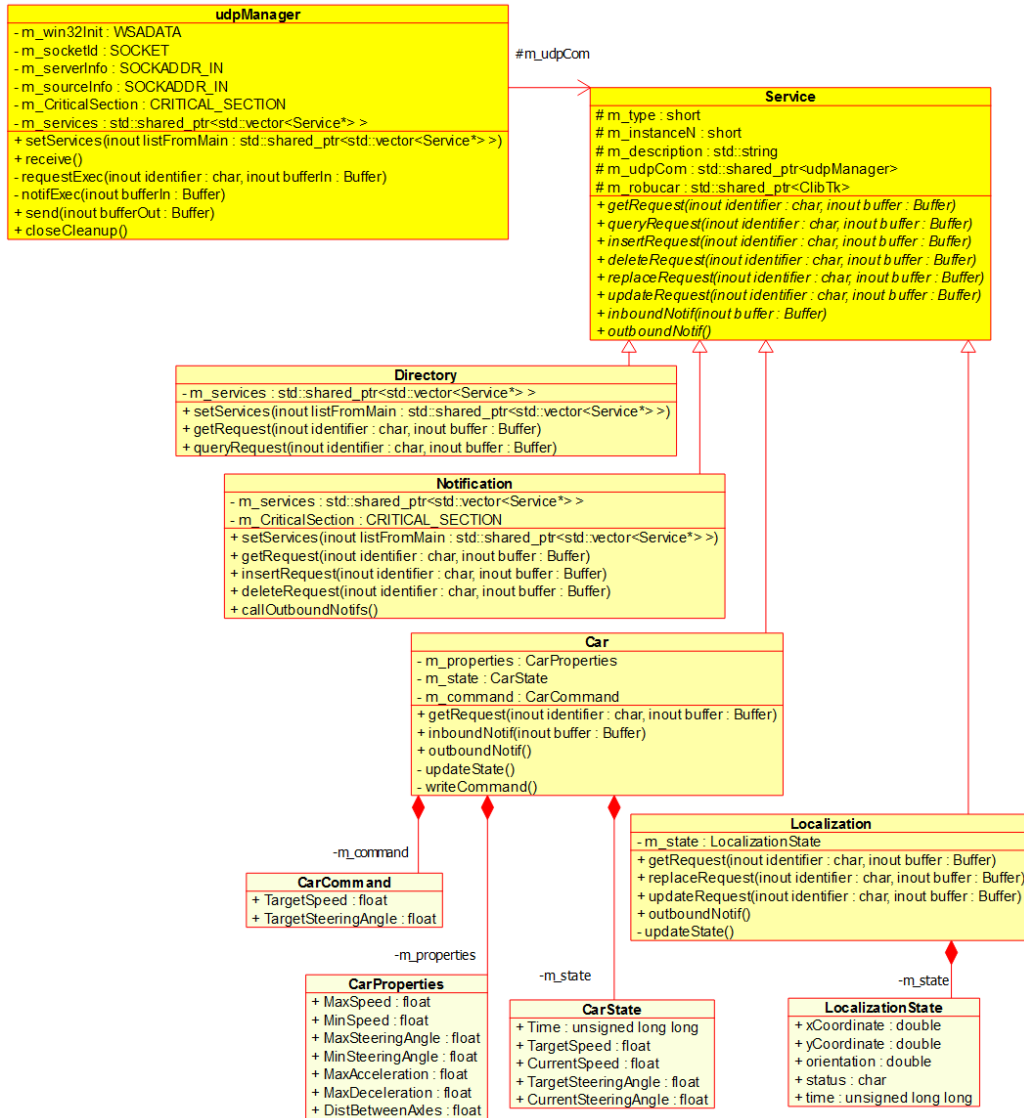 udpManager
- m_win32Init : WSADATA
- m_socketId : SOCKET
- m_serverInfo : SOCKADDR_IN
- m_sourceInfo : SOCKADDR_IN
- m_CriticalSection : CRITICAL_SECTION
- m_services : std::shared_ptr<std::vector<Service*> >
+ setServices(inout listFromMain : std::shared_ptr<std::vector<Service*> >)
+ receive()
- requestExec(inout identifier : char, inout bufferIn : Buffer)
- notifExec(inout bufferIn : Buffer)
+ send(inout bufferOut : Buffer)
+ closeCleanup()
#m_udpCom
Service
# m_type : short
# m_instanceN : short
# m_description : std::string
# m_udpCom : std::shared_ptr<udpManager>
# m_robucar : std::shared_ptr<ClibTk>
+ getRequest(inout identifier : char, inout buffer : Buffer)
+ queryRequest(inout identifier : char, inout buffer : Buffer)
+ insertRequest(inout identifier : char, inout buffer : Buffer)
+ deleteRequest(inout identifier : char, inout buffer : Buffer)
+ replaceRequest(inout identifier : char, inout buffer : Buffer)
+ updateRequest(inout identifier : char, inout buffer : Buffer)
+ inboundNotif(inout buffer : Buffer)
+ outboundNotif()
Directory
- m_services : std::shared_ptr<std::vector<Service*> >
+ setServices(inout listFromMain : std::shared_ptr<std::vector<Service*> >)
+ getRequest(inout identifier : char, inout buffer : Buffer)
+ queryRequest(inout identifier : char, inout buffer : Buffer)
Notification
- m_services : std::shared_ptr<std::vector<Service*> >
- m_CriticalSection : CRITICAL_SECTION
+ setServices(inout listFromMain : std::shared_ptr<std::vector<Service*> >)
+ getRequest(inout identifier : char, inout buffer : Buffer)
+ insertRequest(inout identifier : char, inout buffer : Buffer)
+ deleteRequest(inout identifier : char, inout buffer : Buffer)
+ callOutboundNotifs()
Car
- m_properties : CarProperties
- m_state : CarState
- m_command : CarCommand
+ getRequest(inout identifier : char, inout buffer : Buffer)
+ inboundNotif(inout buffer : Buffer)
+ outboundNotif()
- updateState()
- writeCommand()
Localization
- m_state : LocalizationState
+ getRequest(inout identifier : char, inout buffer : Buffer)
+ replaceRequest(inout identifier : char, inout buffer : Buffer)
+ updateRequest(inout identifier : char, inout buffer : Buffer)
+ outboundNotif()
- updateState()
-m_command
CarCommand
+ TargetSpeed : float
+ TargetSteeringAngle : float
-m_properties
CarProperties
+ MaxSpeed : float
+ MinSpeed : float
+ MaxSteeringAngle : float
+ MinSteeringAngle : float
+ MaxAcceleration : float
+ MaxDeceleration : float
+ DistBetweenAxles : float
-m_state
CarState
+ Time : unsigned long long
+ TargetSpeed : float
+ CurrentSpeed : float
+ TargetSteeringAngle : float
+ CurrentSteeringAngle : float
-m_state
LocalizationState
+ xCoordinate : double
+ yCoordinate : double
+ orientation : double
+ status : char
+ time : unsigned long long